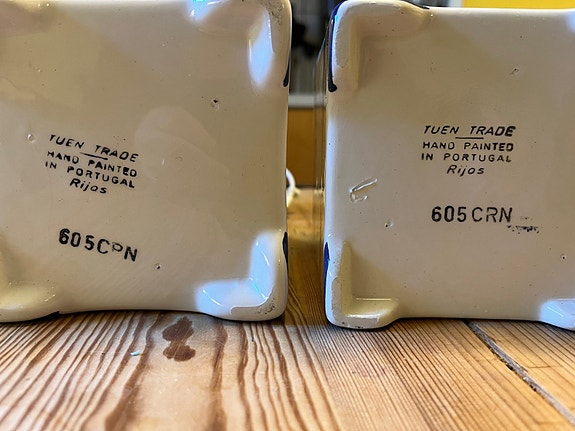 TUEN TRADE
HAND PAINTED
IN PORTUGAL
Rijos
605CRN
TUEN TRADE
HAND PAINTED
IN PORTUGAL
Rijos
605CRN